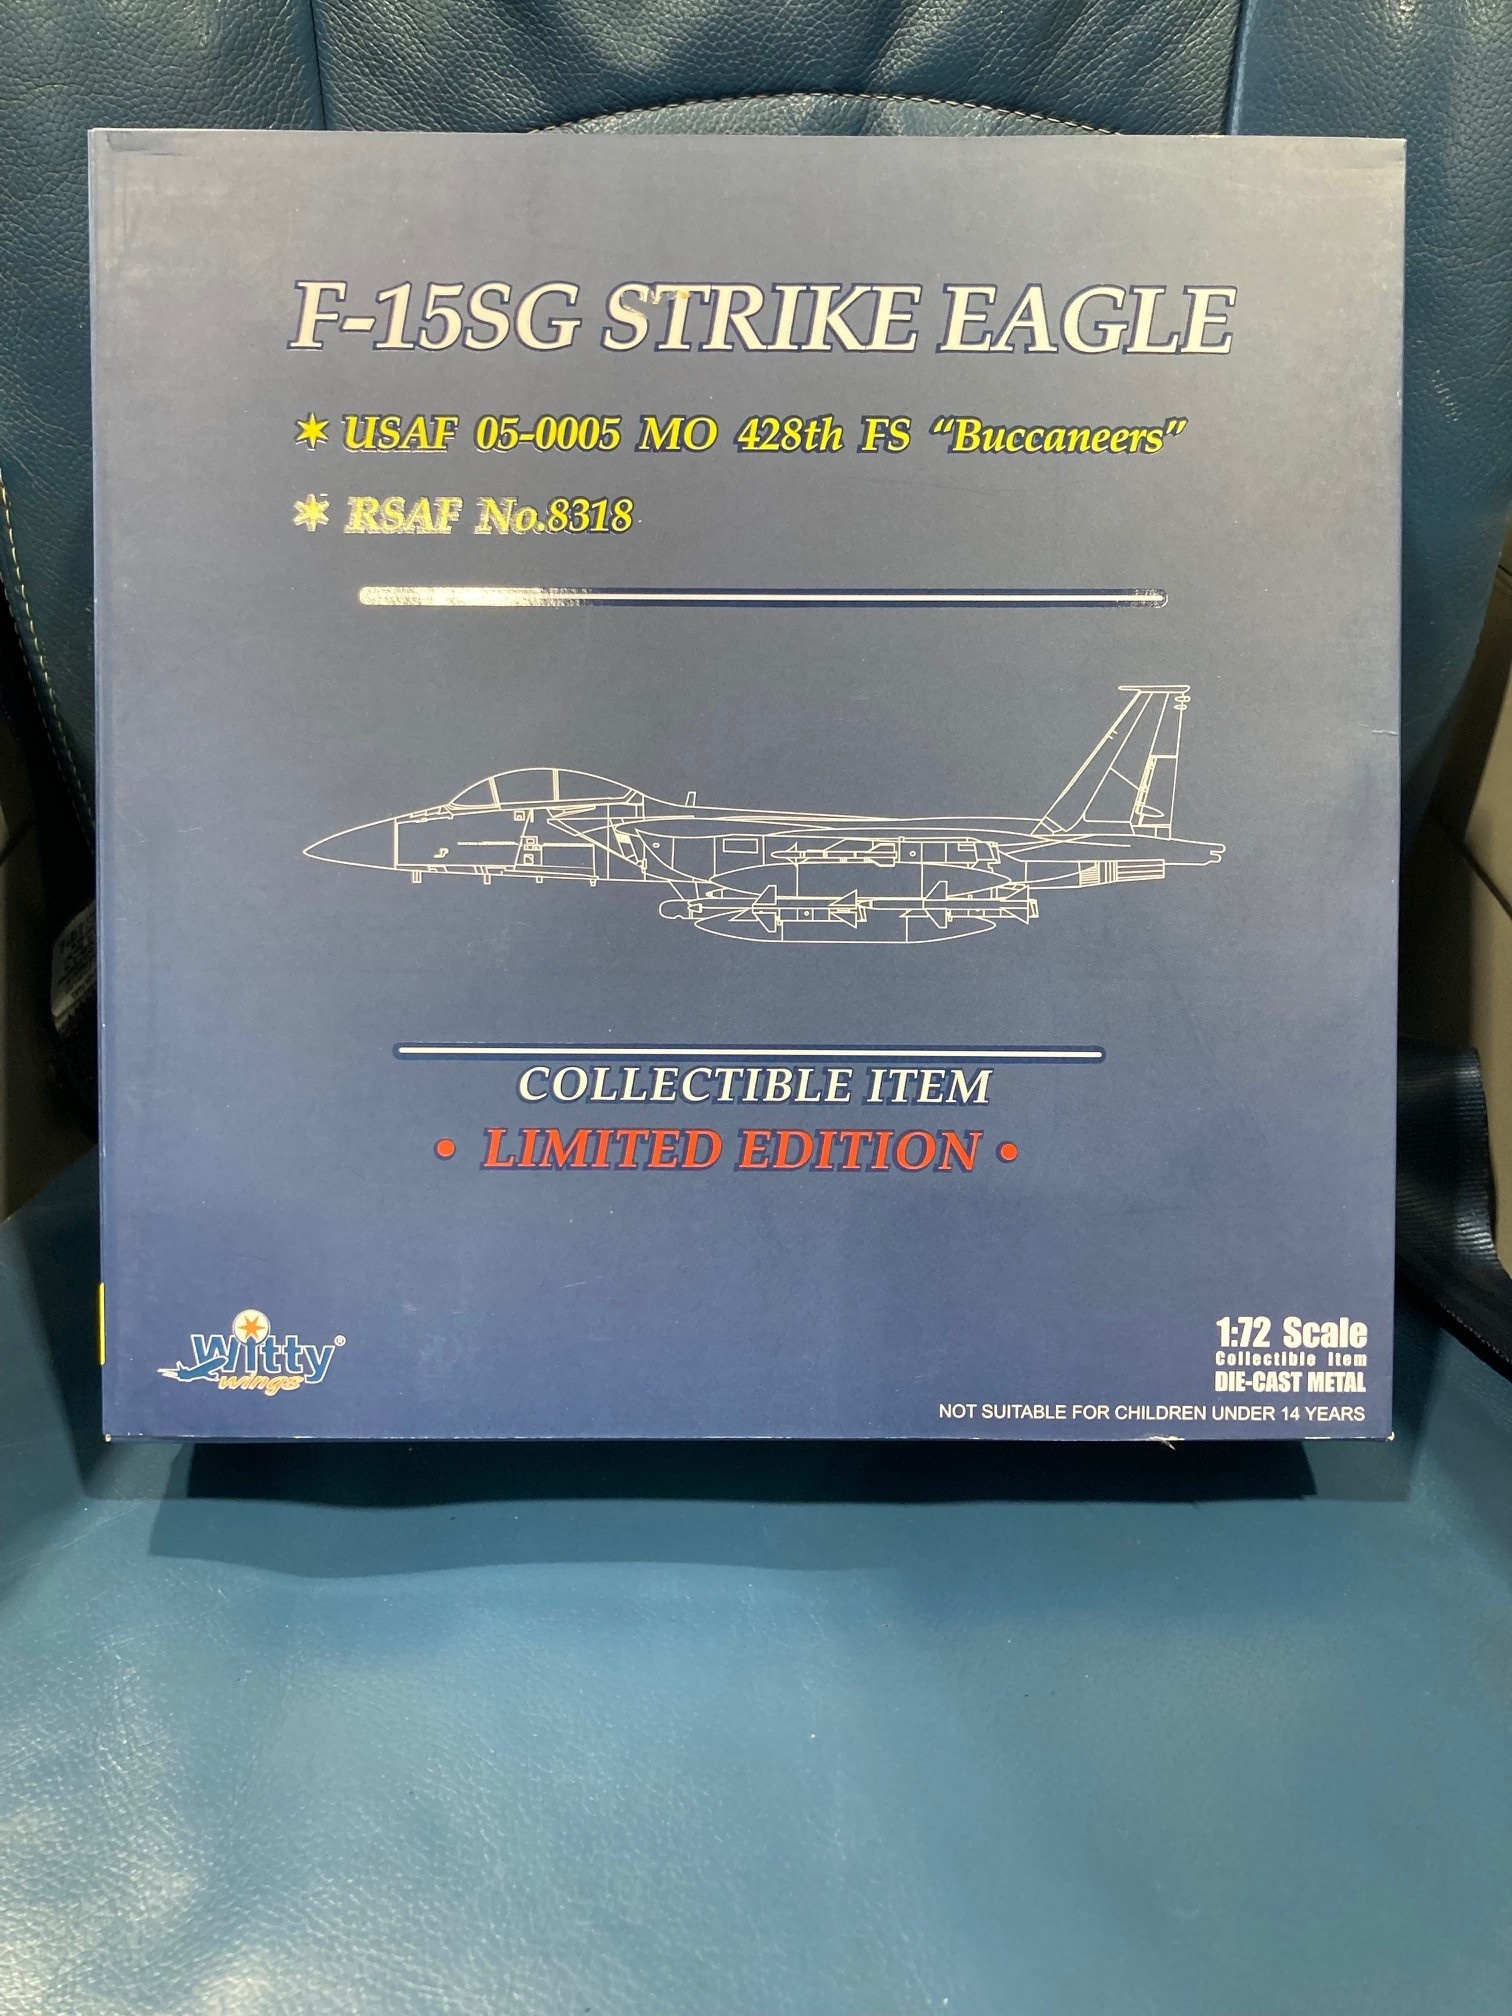 F-15SG STRIKE EAGLE
✶ USAF 05-0005 MO 428th FS “Buccaneers”
✶ RSAF No.8318
COLLECTIBLE ITEM
• LIMITED EDITION •
witty®
wings
1:72 Scale
Collectible Item
DIE-CAST METAL
NOT SUITABLE FOR CHILDREN UNDER 14 YEARS